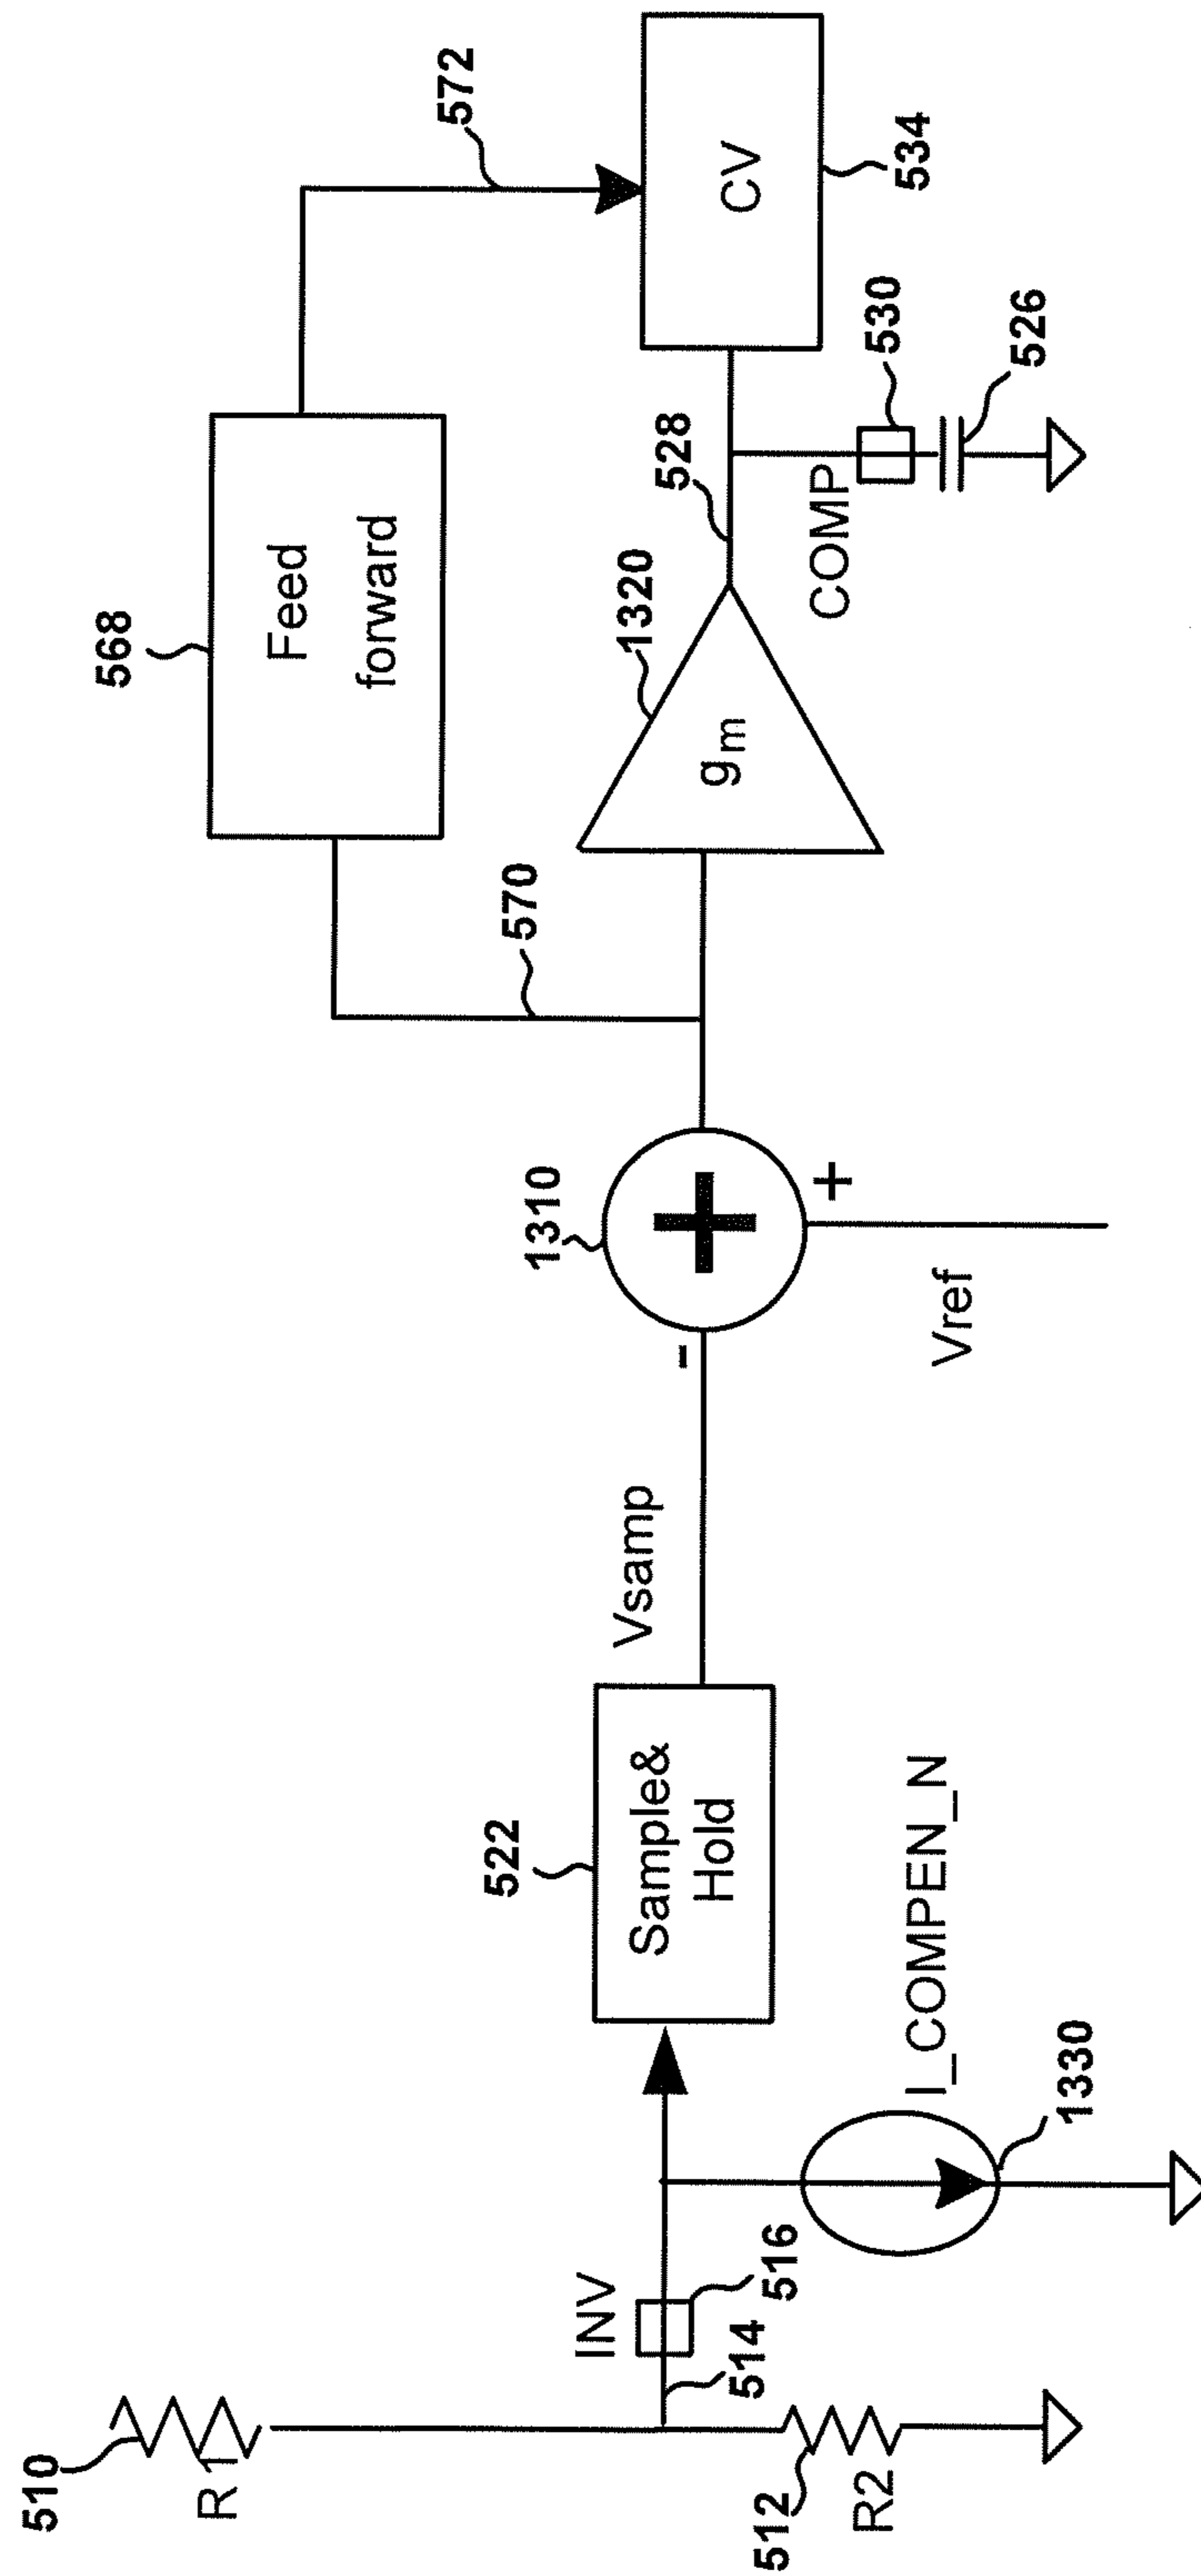 510
R1
512
R2
514
INV
516
I_COMPEN_N
1330
522
Sample&
Hold
Vsamp
-
1310
+
+
Vref
570
568
Feed
forward
572
1320
gm
528
COMP
530
526
CV
534